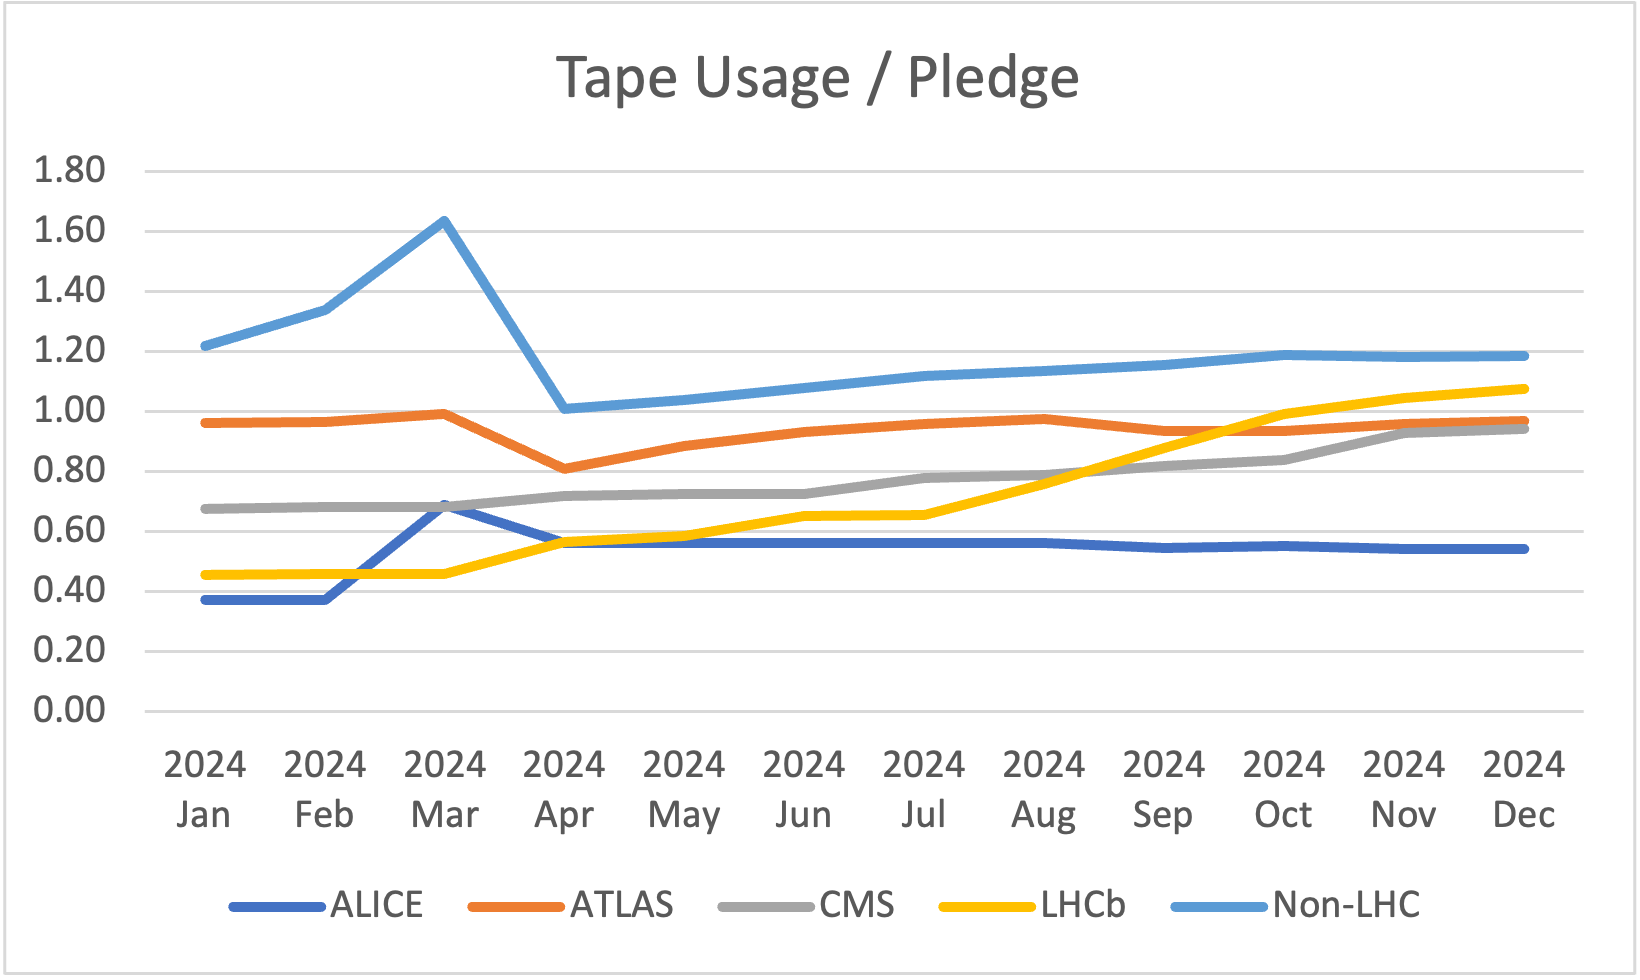 Tape Usage / Pledge
1.80
1.60
1.40
1.20
1.00
0.80
0.60
0.40
0.20
0.00
2024 2024 2024 2024 2024 2024 2024 2024 2024 2024 2024 2024
Jan Feb Mar Apr May Jun Jul Aug Sep Oct Nov Dec
ALICE ATLAS CMS LHCb Non-LHC